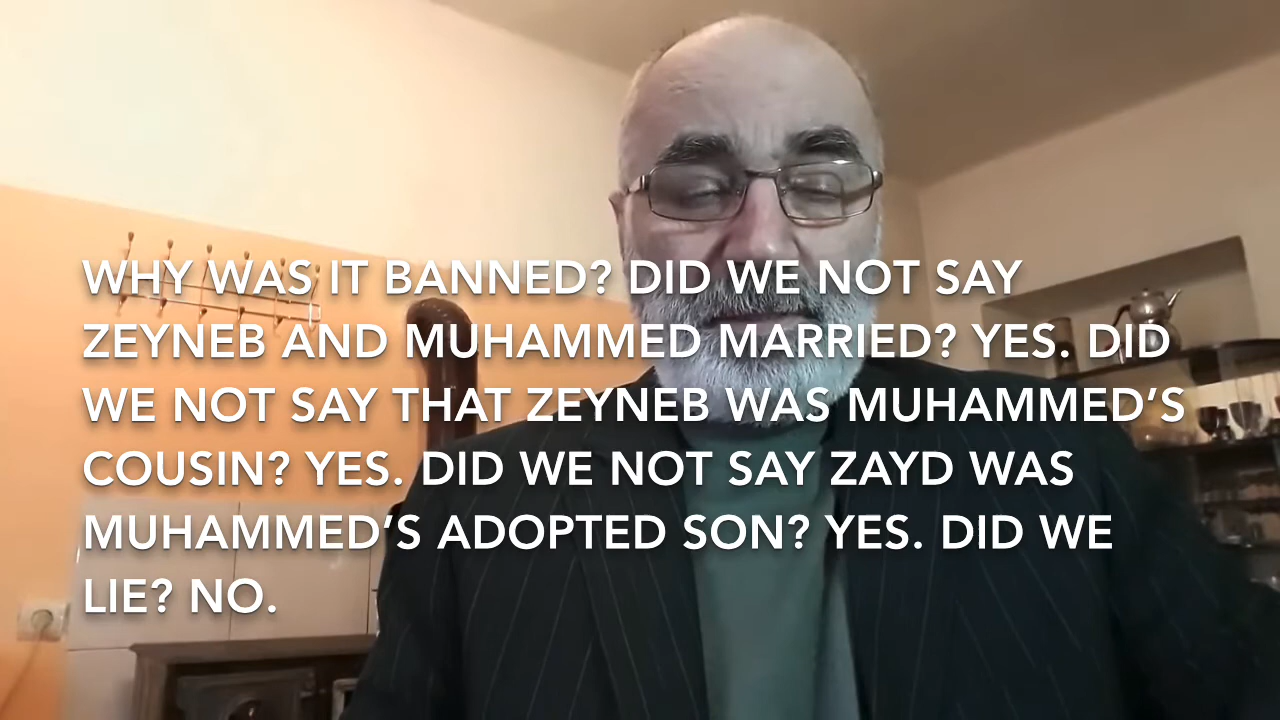 WHY WAS IT BANNED? DID WE NOT SAY
ZEYNEB AND MUHAMMED MARRIED? YES. DID
WE NOT SAY THAT ZEYNEB WAS MUHAMMED’S
COUSIN? YES. DID WE NOT SAY ZAYD WAS
MUHAMMED’S ADOPTED SON? YES. DID WE
LIE? NO.